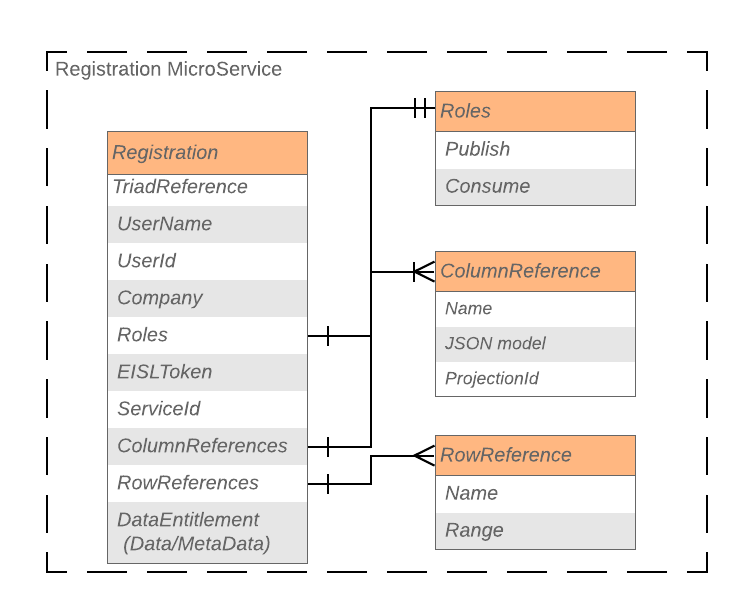 Registration MicroService
Registration
TriadReference
UserName
UserId
Company
Roles
EISLToken
ServiceId
ColumnReferences
RowReferences
DataEntitlement
(Data/MetaData)
Roles
Publish
Consume
ColumnReference
Name
JSON model
ProjectionId
RowReference
Name
Range